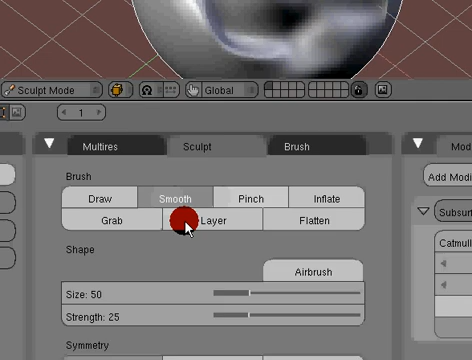 Sculpt Mode Global
1
Multires Sculpt Brush Mod
Brush Add Modi
Draw Smooth Pinch Inflate
Grab Layer Flatten Subsurf
Shape Catmull
Airbrush
Size: 50
Strength: 25
Symmetry